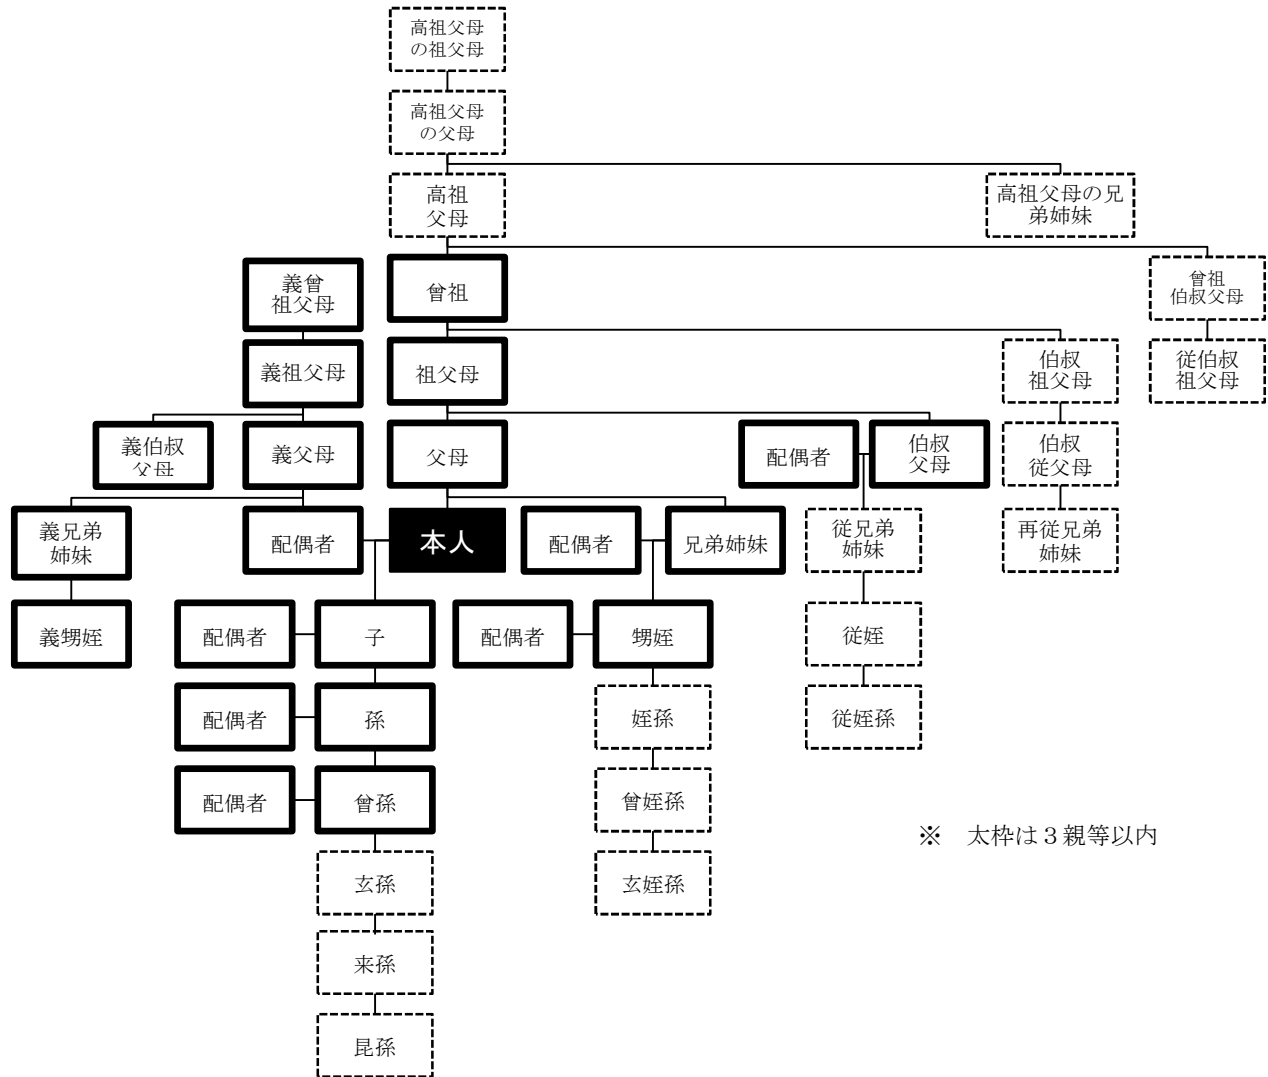 高祖父母
の祖父母
高祖父母
の父母
高祖
父母
高祖父母の兄
弟姉妹
義曾
祖父母
曾祖
曾祖
伯叔父母
義祖父母
祖父母
伯叔
祖父母
従伯叔
祖父母
義伯叔
父母
義父母
父母
配偶者
伯叔
父母
伯叔
従父母
義兄弟
姉妹
配偶者
本人
配偶者
兄弟姉妹
従兄弟
姉妹
再従兄弟
姉妹
義甥姪
配偶者
子
配偶者
甥姪
従姪
配偶者
孫
姪孫
従姪孫
配偶者
曾孫
曾姪孫
※　太枠は３親等以内
玄孫
玄姪孫
来孫
昆孫